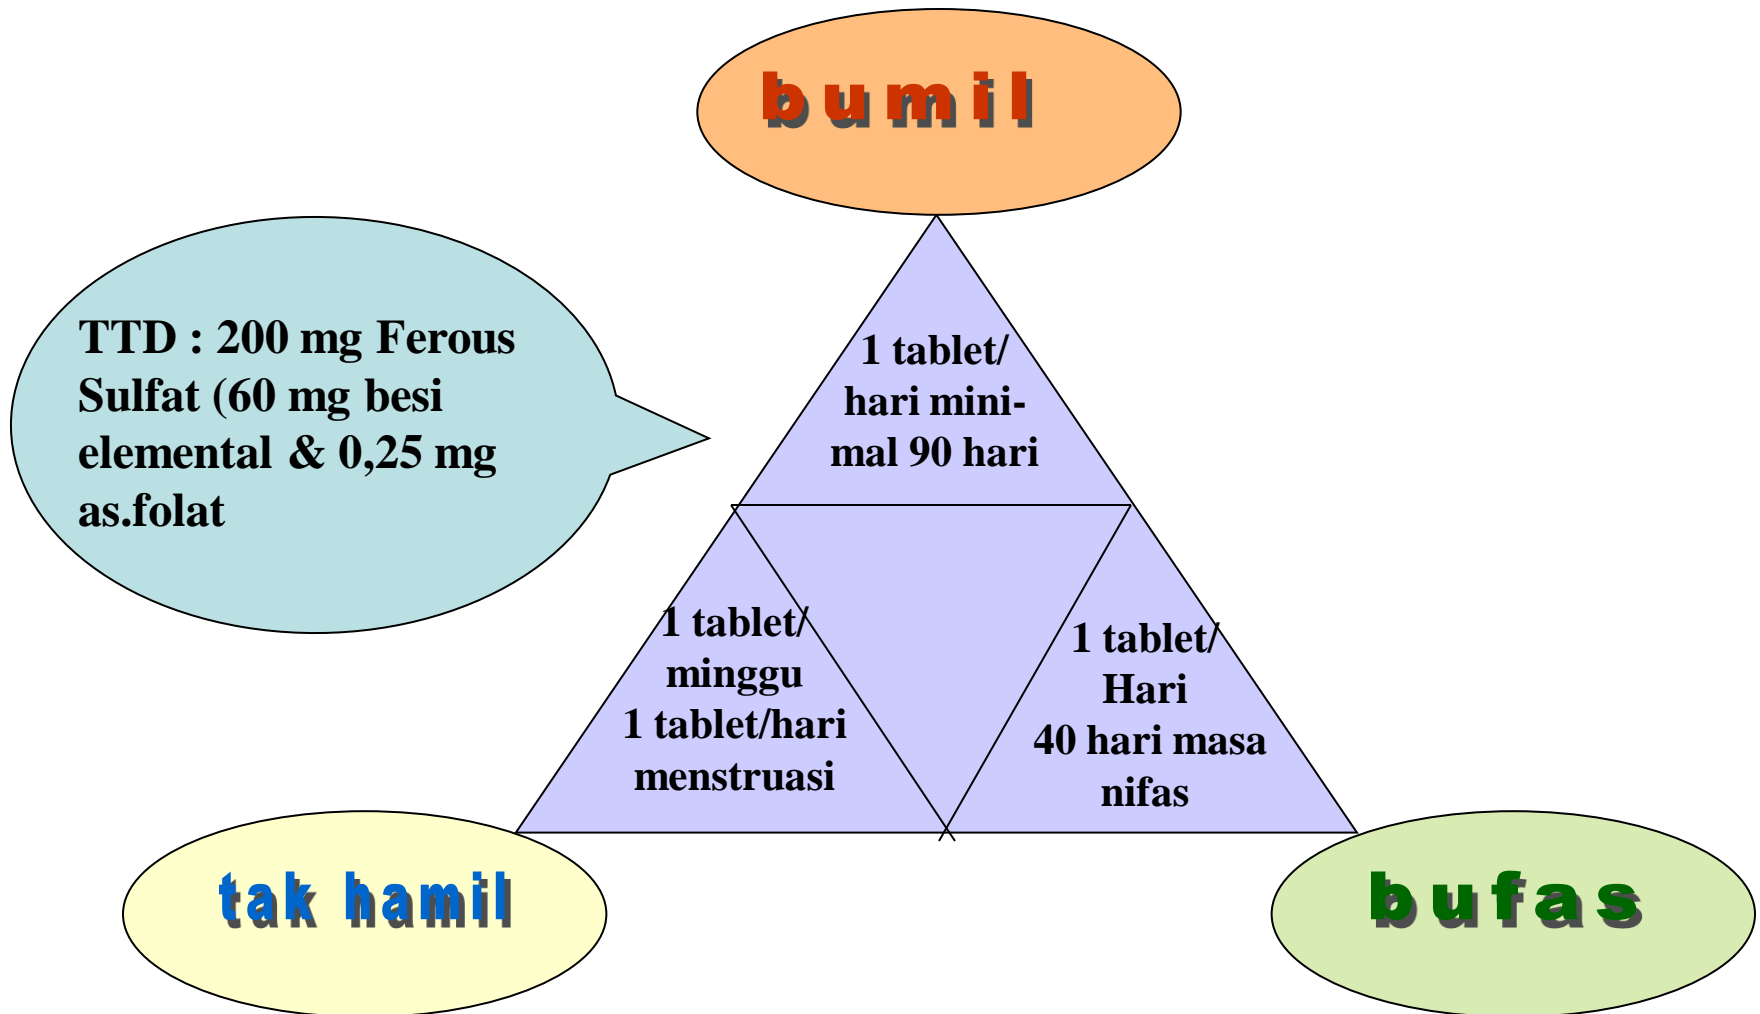 bumil
TTD : 200 mg Ferous
Sulfat (60 mg besi
elemental & 0,25 mg
as.folat
1 tablet/
hari mini-
mal 90 hari
1 tablet/
minggu
1 tablet/hari
menstruasi
1 tablet/
Hari
40 hari masa
nifas
tak hamil
bufas